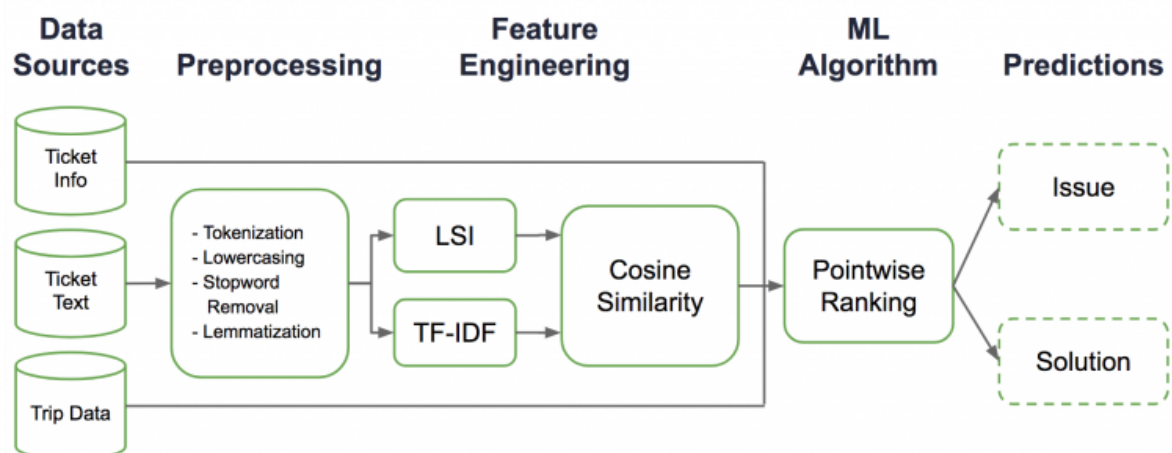 Data
Sources
Preprocessing
Feature
Engineering
ML
Algorithm
Predictions
Ticket
Info
Ticket
Text
Trip Data
- Tokenization
- Lowercasing
- Stopword
Removal
- Lemmatization
LSI
TF-IDF
Cosine
Similarity
Pointwise
Ranking
Issue
Solution